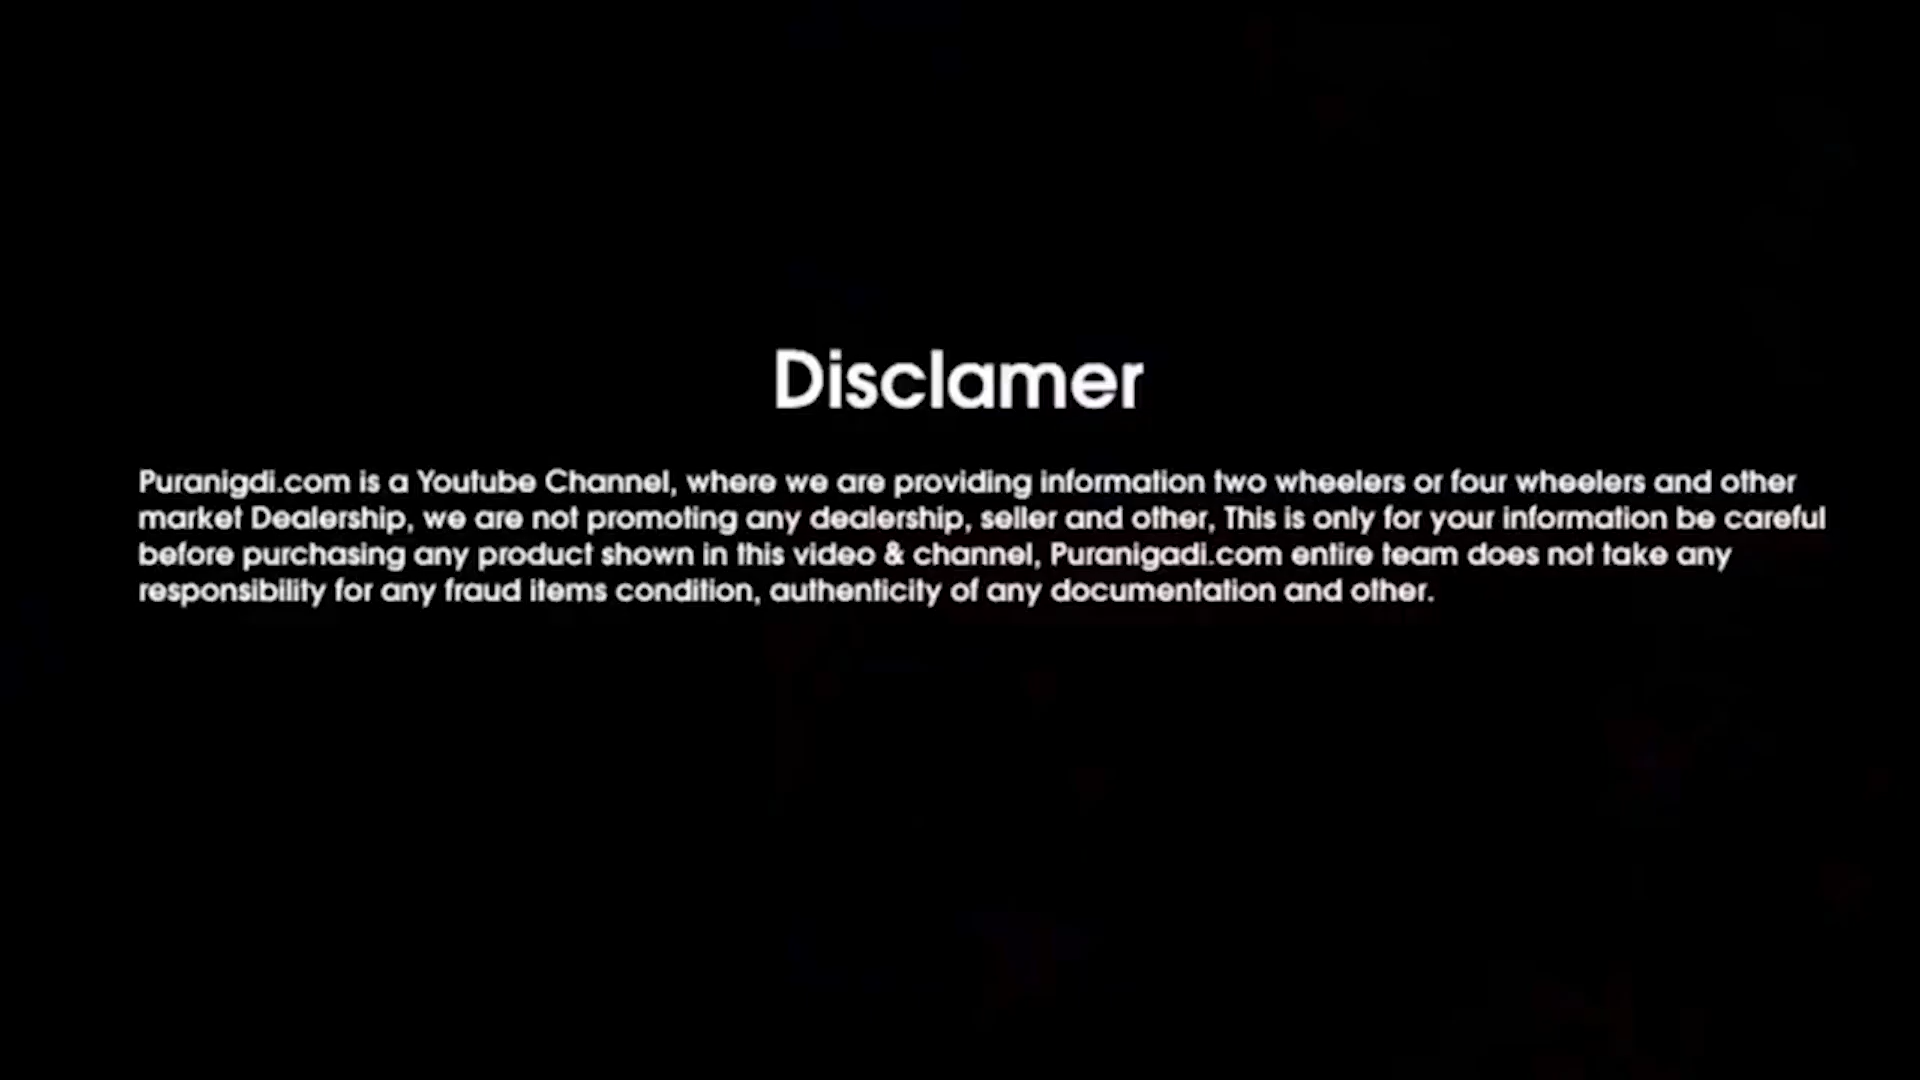 Disclamer
Puranigdi.com is a Youtube Channel, where we are providing information two wheelers or four wheelers and other
market Dealership, we are not promoting any dealership, seller and other, This is only for your information be careful
before purchasing any product shown in this video & channel, Puranigadi.com entire team does not take any
responsibility for any fraud items condition, authenticity of any documentation and other.